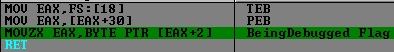 MOV EAX,FS:[18] TEB
MOV EAX,[EAX+30] PEB
MOVZX EAX,BYTE PTR [EAX+2] BeingDebugged Flag
RET